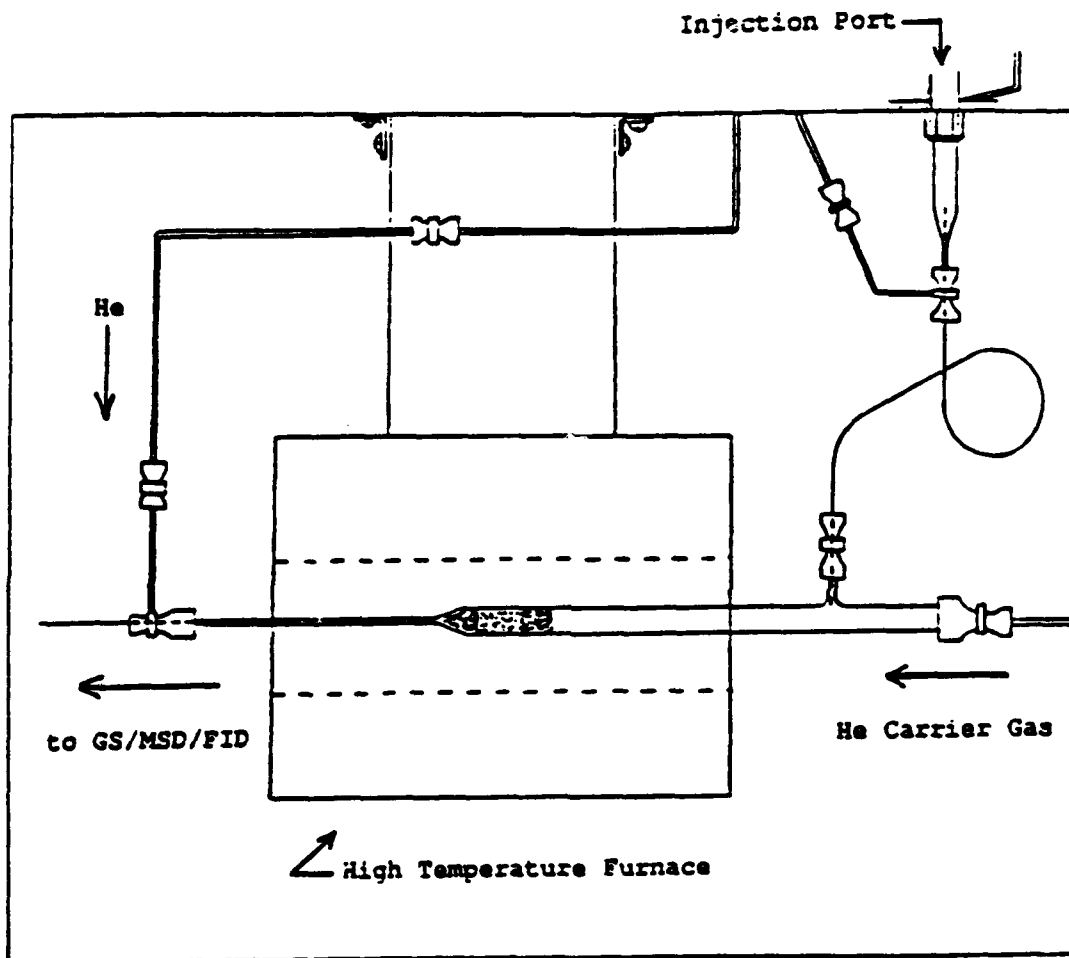 Injection Port
He
to GS/MSD/FID
He Carrier Gas
High Temperature Furnace